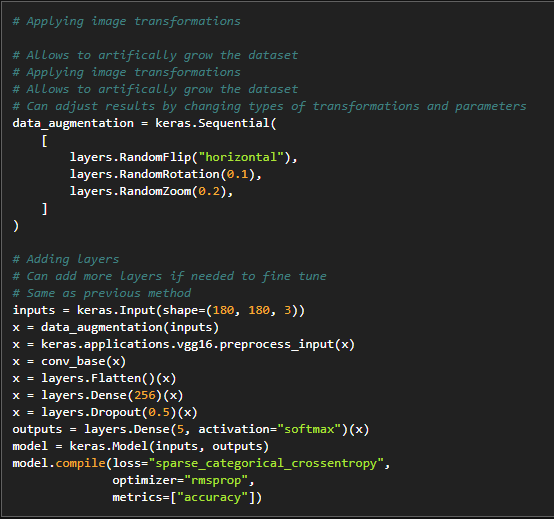 # Applying image transformations
# Allows to artifically grow the dataset
# Applying image transformations
# Allows to artifically grow the dataset
# Can adjust results by changing types of transformations and parameters
data_augmentation = keras.Sequential(
    [
        layers.RandomFlip("horizontal"),
        layers.RandomRotation(0.1),
        layers.RandomZoom(0.2),
    ]
)
# Adding layers
# Can add more layers if needed to fine tune
# Same as previous method
inputs = keras.Input(shape=(180, 180, 3))
x = data_augmentation(inputs)
x = keras.applications.vgg16.preprocess_input(x)
x = conv_base(x)
x = layers.Flatten()(x)
x = layers.Dense(256)(x)
x = layers.Dropout(0.5)(x)
outputs = layers.Dense(5, activation="softmax")(x)
model = keras.Model(inputs, outputs)
model.compile(loss="sparse_categorical_crossentropy",
              optimizer="rmsprop",
              metrics=["accuracy"])